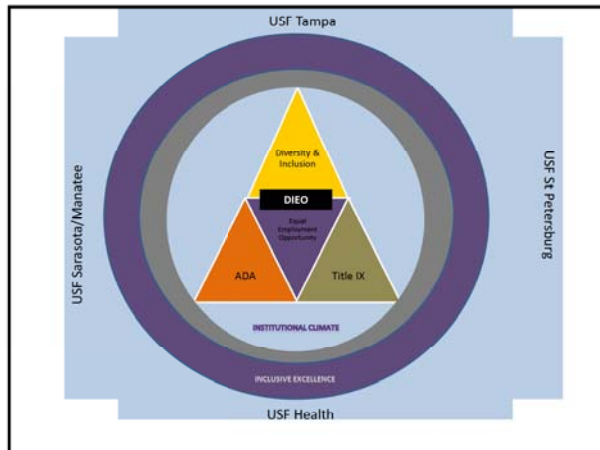 USF Tampa
USF Sarasota/Manatee
USF St Petersburg
Diversity &
Inclusion
DIEO
Equal
Employment
Opportunity
ADA
Title IX
INSTITUTIONAL CLIMATE
INCLUSIVE EXCELLENCE
USF Health